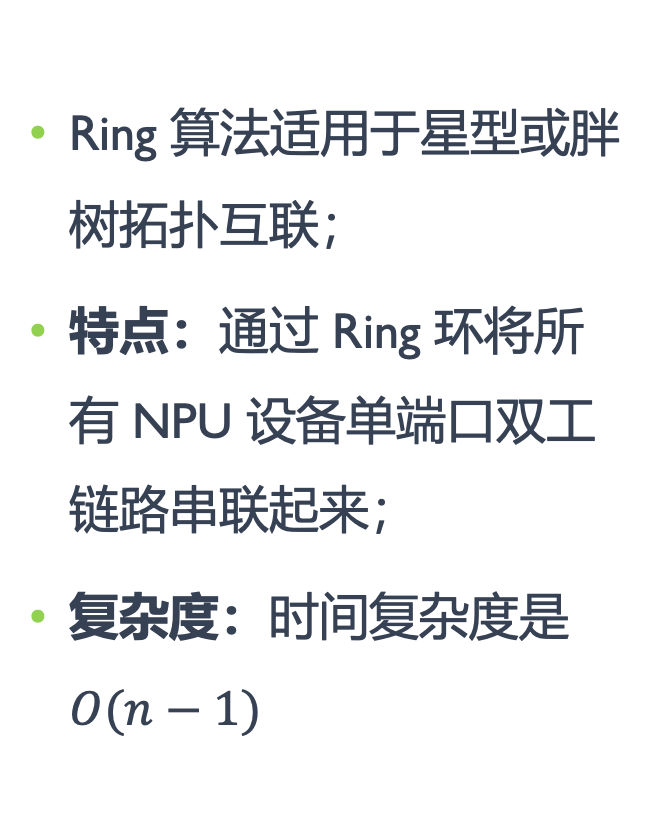 • Ring 算法适用于星型或胖
树拓扑互联；
• 特点：通过 Ring 环将所
有 NPU 设备单端口双工
链路串联起来；
• 复杂度：时间复杂度是
O(n − 1)